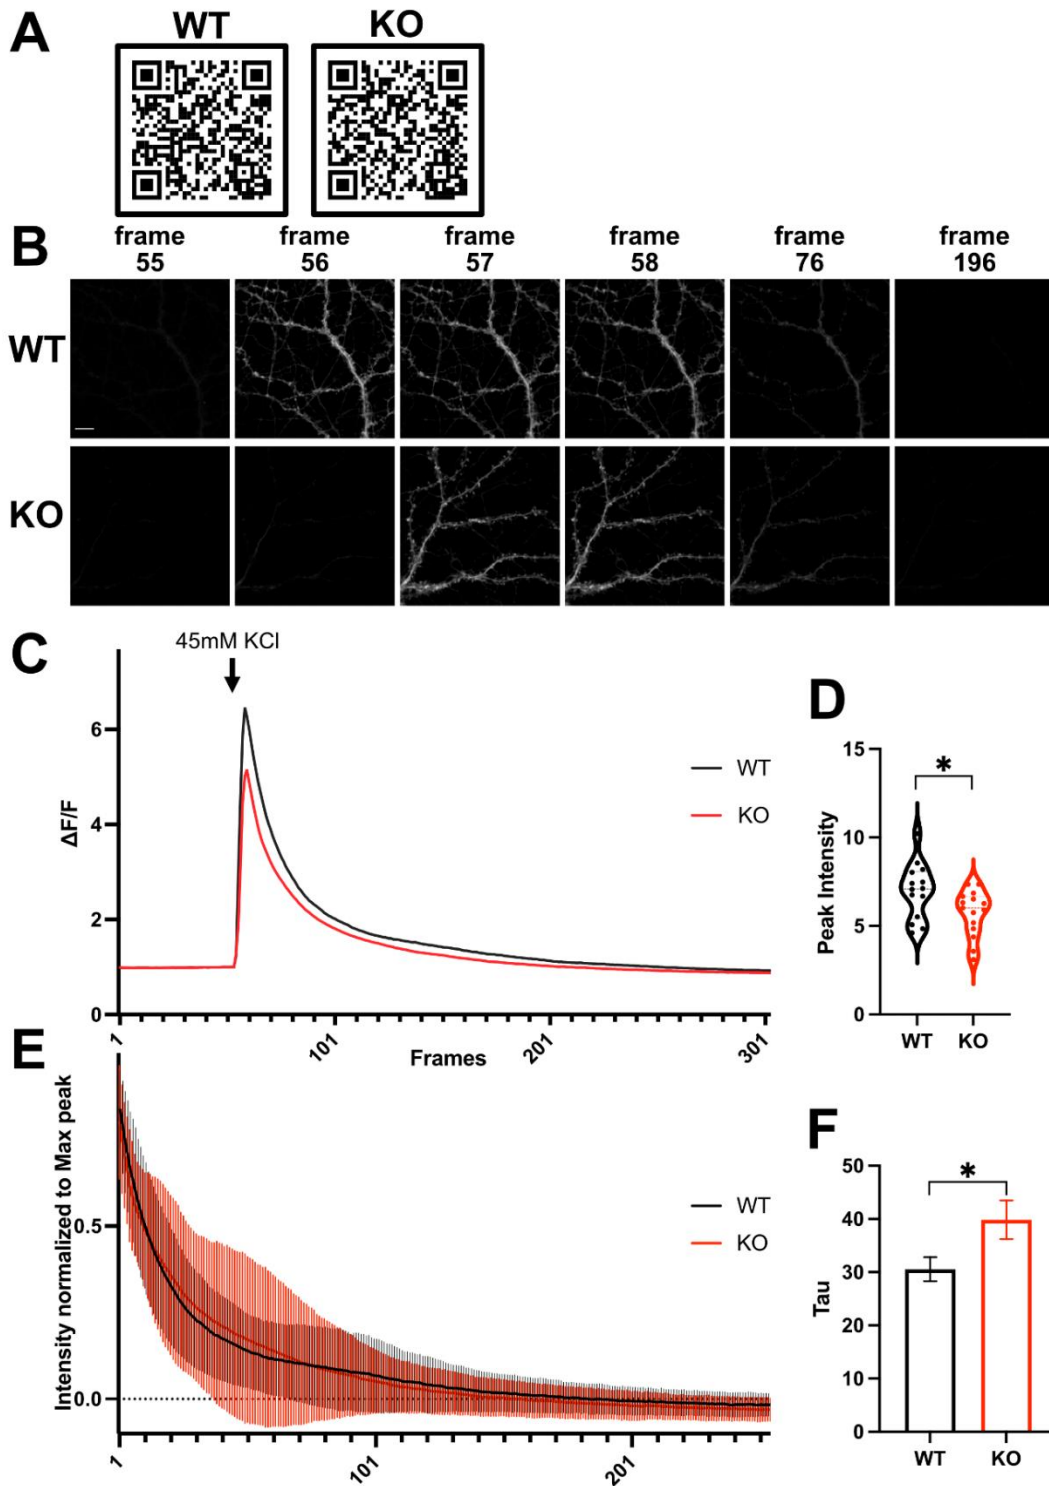 A
WT KO
B
frame 55 frame 56 frame 57 frame 58 frame 76 frame 196
WT
KO
C
45mM KCl
6
4
2
0
ΔF/F
WT
KO
1 101 201 301
Frames
D
15
10
5
0
Peak Intensity
*
WT KO
E
Intensity normalized to Max peak
0.5
0.0
WT
KO
1 101 201
F
50
40
30
20
10
0
Tau
*
WT KO